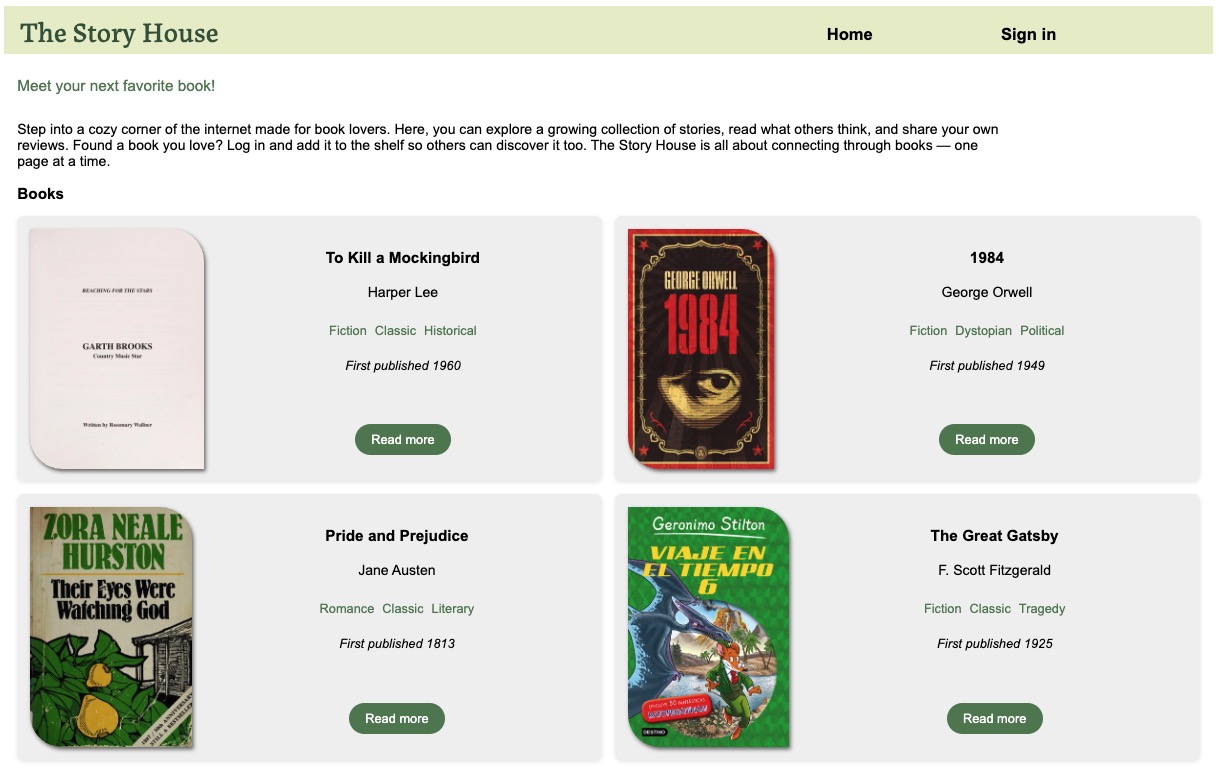 The Story House
Home
Sign in
Meet your next favorite book!
Step into a cozy corner of the internet made for book lovers. Here, you can explore a growing collection of stories, read what others think, and share your own
reviews. Found a book you love? Log in and add it to the shelf so others can discover it too. The Story House is all about connecting through books — one
page at a time.
Books
REACHING FOR THE STARS
GARTH BROOKS
Country Music Star
Written by Rosemary Wallner
To Kill a Mockingbird
Harper Lee
Fiction Classic Historical
First published 1960
Read more
GEORGE ORWELL
1984
1984
George Orwell
Fiction Dystopian Political
First published 1949
Read more
ZORA NEALE
HURSTON
Their Eyes Were
Watching God
Pride and Prejudice
Jane Austen
Romance Classic Literary
First published 1813
Read more
Geronimo Stilton
VIAJE EN
EL TIEMPO
6
DESTINO
The Great Gatsby
F. Scott Fitzgerald
Fiction Classic Tragedy
First published 1925
Read more